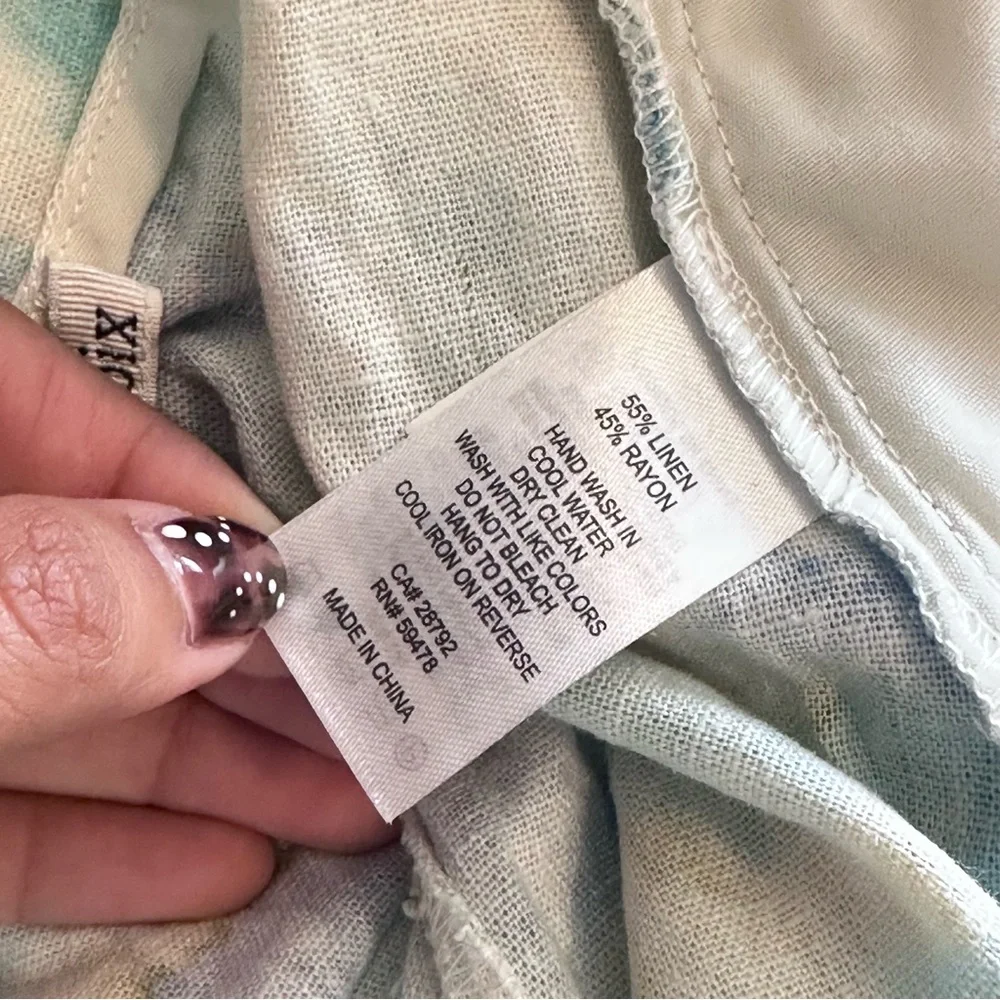 55% LINEN
45% RAYON
HAND WASH IN
COOL WATER
DRY CLEAN
WASH WITH LIKE COLORS
DO NOT BLEACH
HANG TO DRY
COOL IRON ON REVERSE
CA# 28792
RN# 59478
MADE IN CHINA